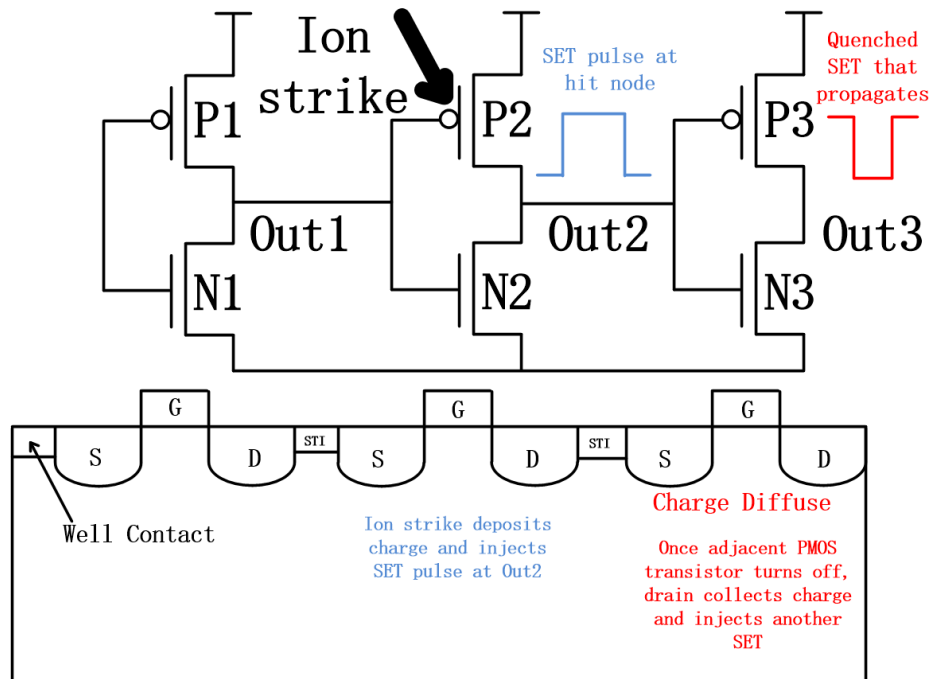 Ion
strike
SET pulse at
hit node
Quenched
SET that
propagates
P1
P2
P3
Out1
Out2
Out3
N1
N2
N3
G
G
G
S
D
STI
S
D
STI
S
D
Well Contact
Ion strike deposits
charge and injects
SET pulse at Out2
Charge Diffuse
Once adjacent PMOS
transistor turns off,
drain collects charge
and injects another
SET